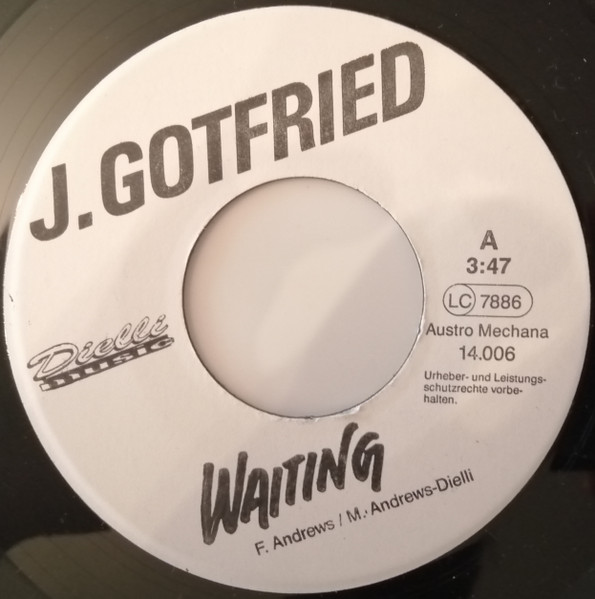 J. GOTFRIED
A
3:47
LC 7886
Austro Mechana
14.006
Urheber- und Leistungs-
schutzrechte vorbe-
halten.
Dielli
music
WAITING
F. Andrews / M. Andrews-Dielli